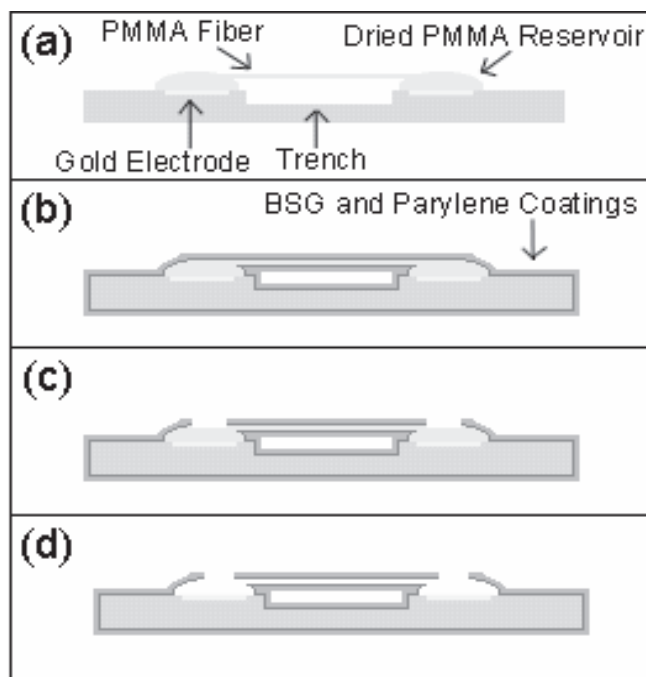 (a)
PMMA Fiber
Dried PMMA Reservoir
Gold Electrode
Trench
(b)
BSG and Parylene Coatings
(c)
(d)